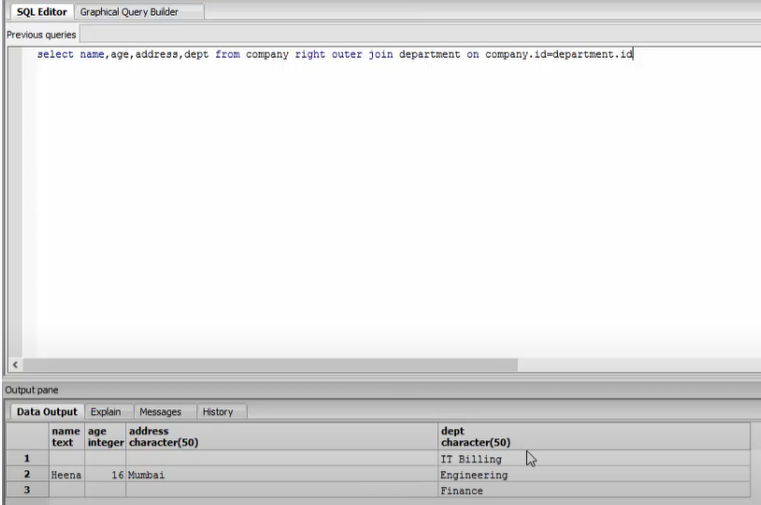 SQL Editor Graphical Query Builder
Previous queries
select name,age,address,dept from company right outer join department on company.id=department.id
Output pane
Data Output Explain Messages History
name age address dept
text integer character(50) character(50)
1 IT Billing
2 Heena 16 Mumbai Engineering
3 Finance